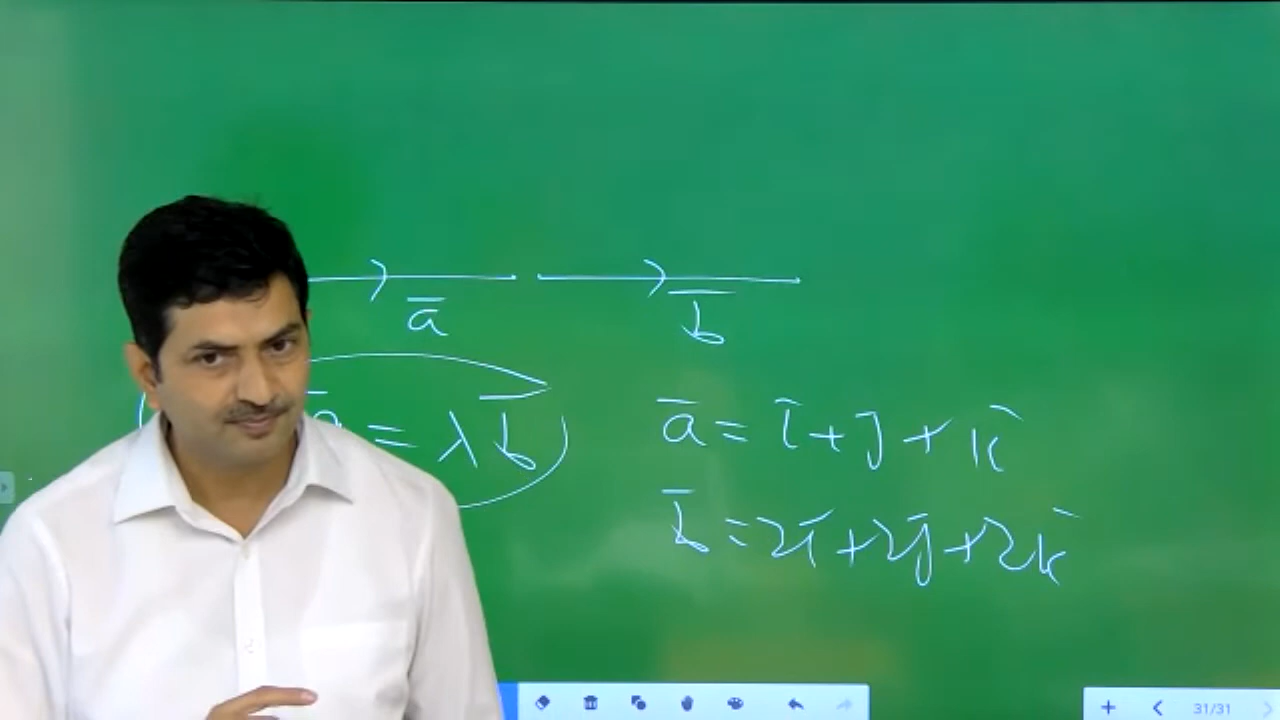 a̅ b̅
a̅ = λb̅
a̅ = i̅ + j̅ + k̅
b̅ = 2i̅ + 2j̅ + 2k̅
31/31